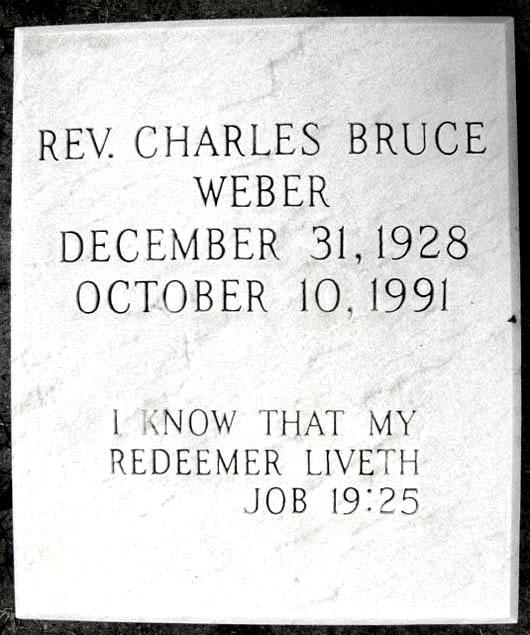 REV. CHARLES BRUCE
WEBER
DECEMBER 31, 1928
OCTOBER 10, 1991
I KNOW THAT MY
REDEEMER LIVETH
JOB 19:25